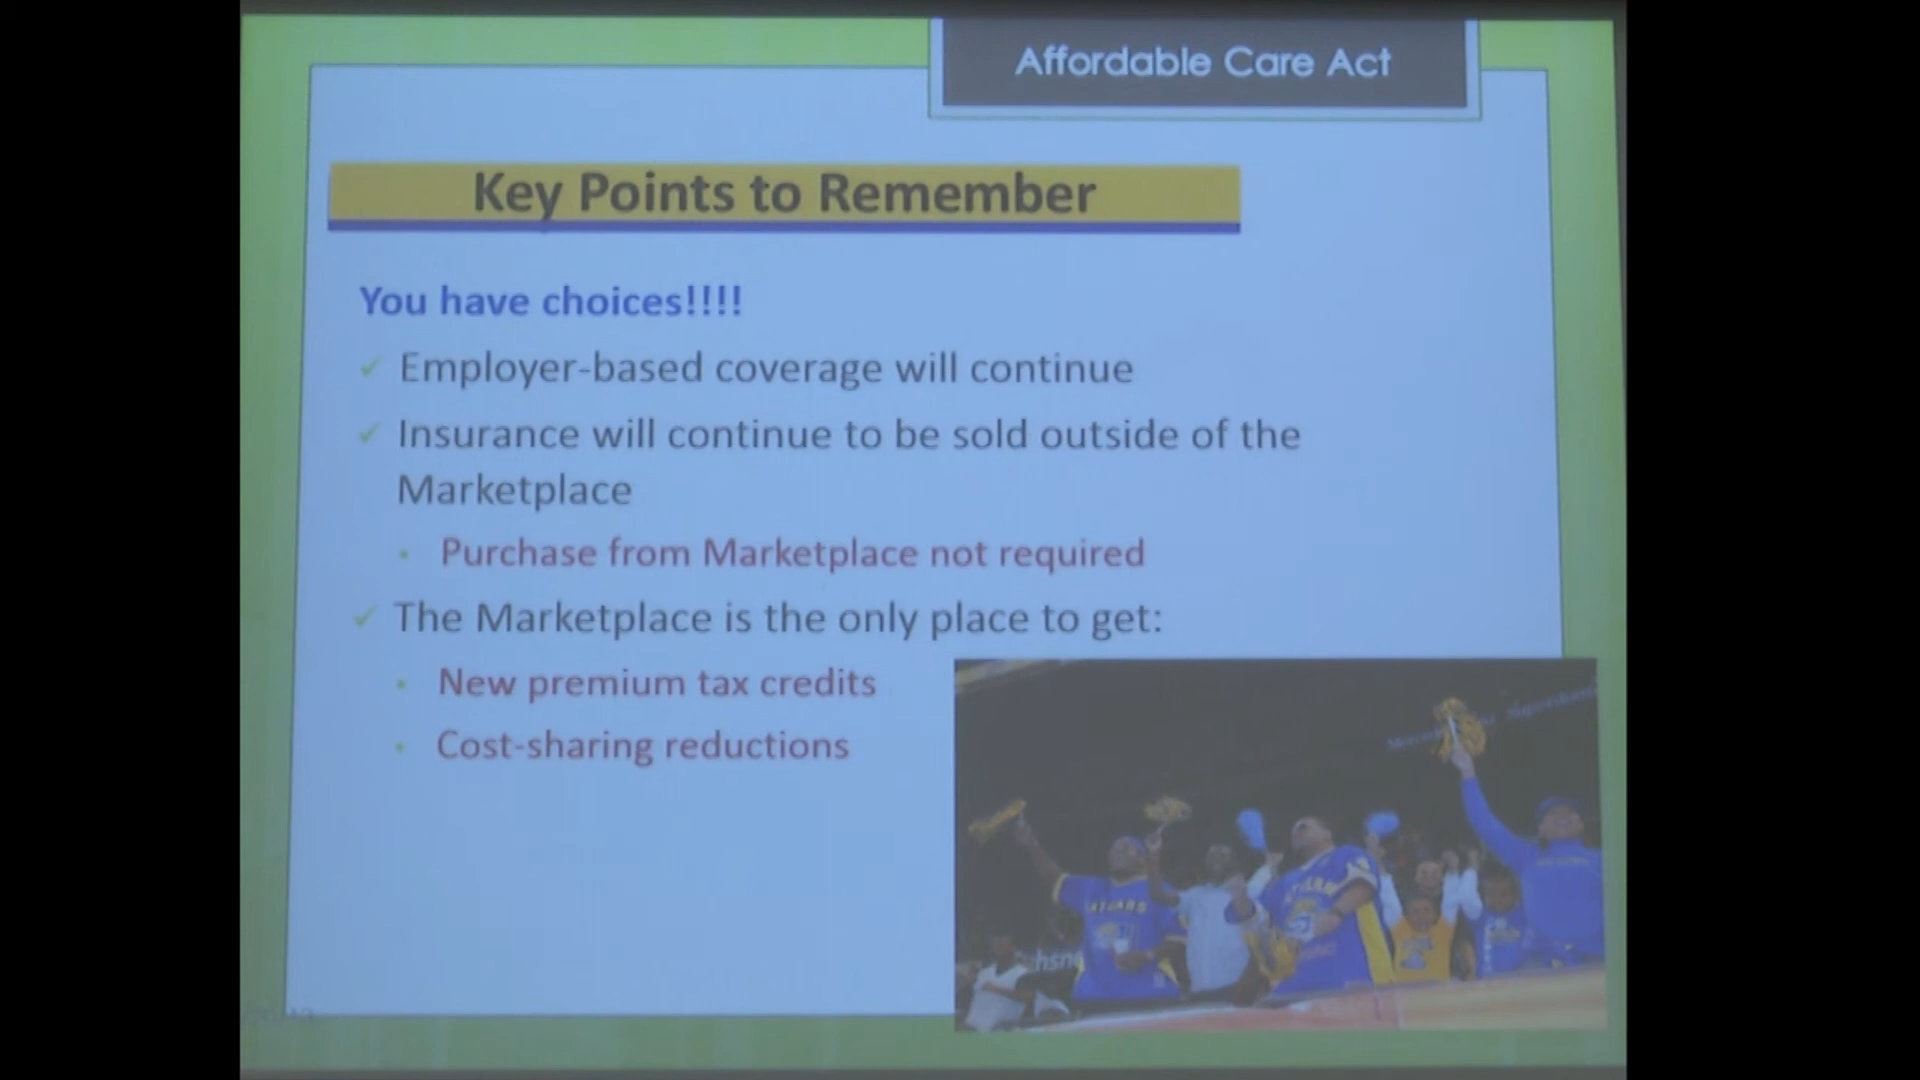 Affordable Care Act
Key Points to Remember
You have choices!!!!
Employer-based coverage will continue
Insurance will continue to be sold outside of the
Marketplace
Purchase from Marketplace not required
The Marketplace is the only place to get:
New premium tax credits
Cost-sharing reductions